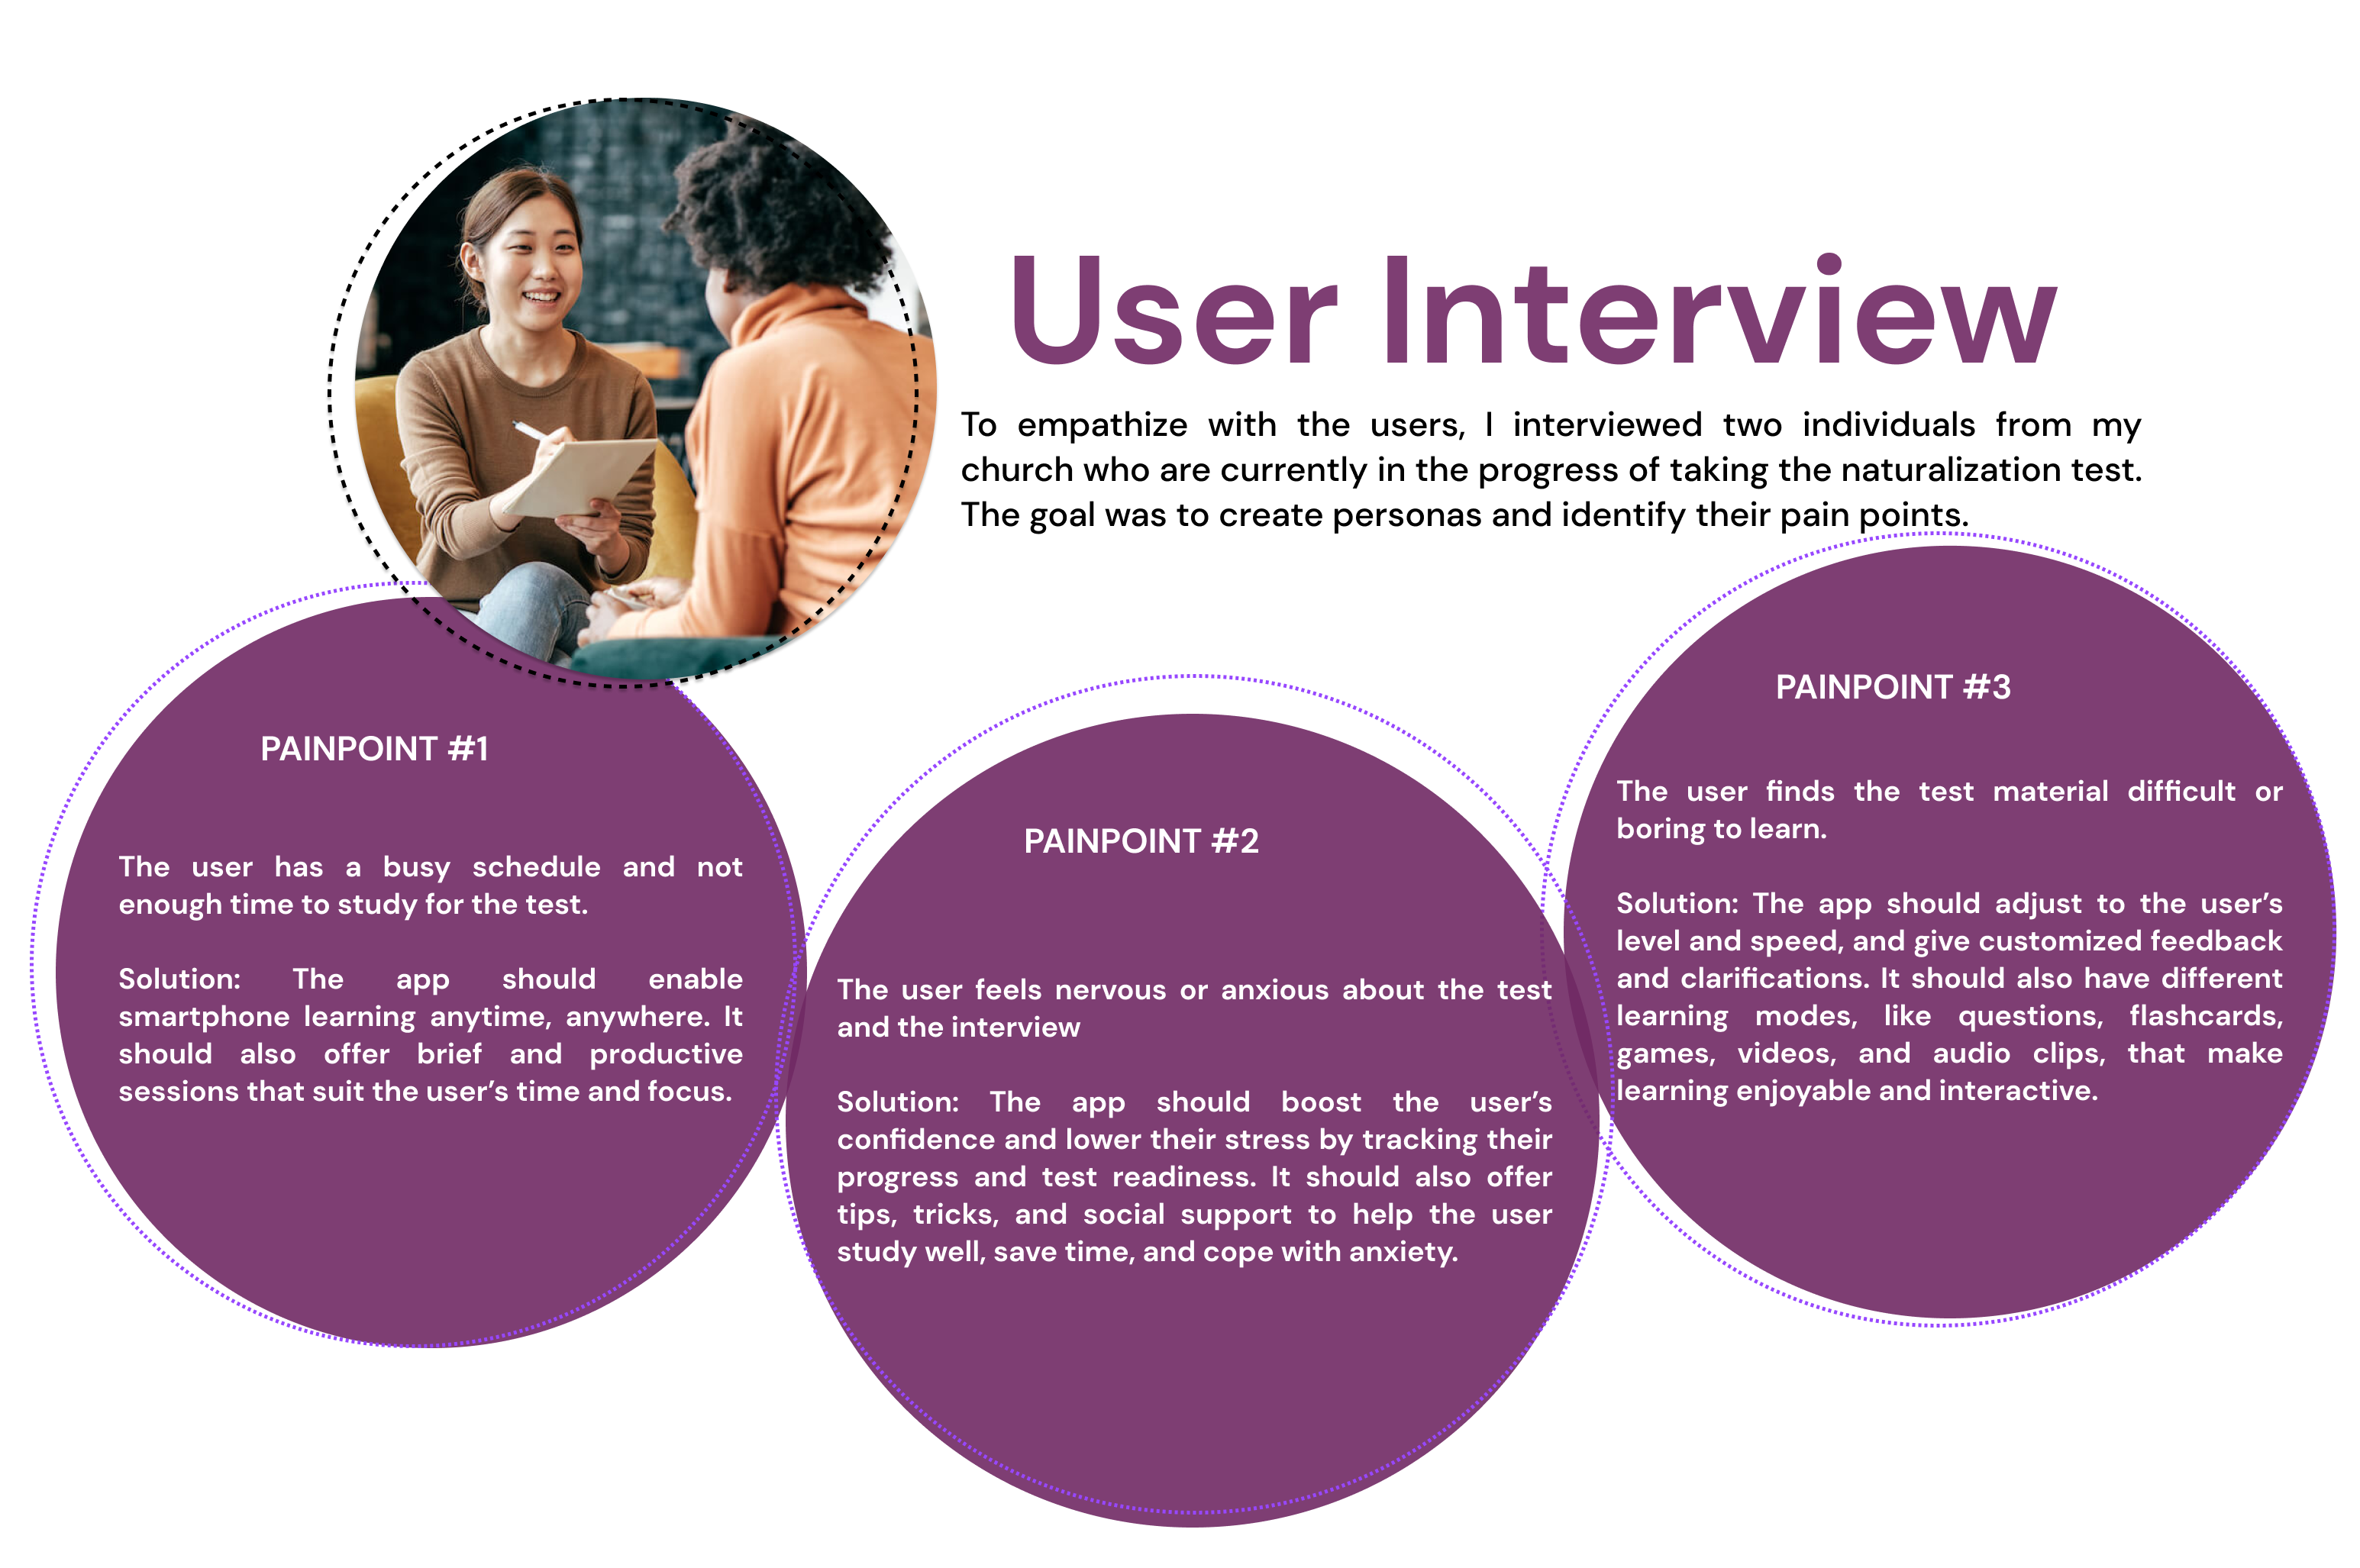 User Interview
To empathize with the users, I interviewed two individuals from my
church who are currently in the progress of taking the naturalization test.
The goal was to create personas and identify their pain points.
PAINPOINT #1
The user has a busy schedule and not
enough time to study for the test.
Solution: The app should enable
smartphone learning anytime, anywhere. It
should also offer brief and productive
sessions that suit the user’s time and focus.
PAINPOINT #2
The user feels nervous or anxious about the test
and the interview
Solution: The app should boost the user’s
confidence and lower their stress by tracking their
progress and test readiness. It should also offer
tips, tricks, and social support to help the user
study well, save time, and cope with anxiety.
PAINPOINT #3
The user finds the test material difficult or
boring to learn.
Solution: The app should adjust to the user’s
level and speed, and give customized feedback
and clarifications. It should also have different
learning modes, like questions, flashcards,
games, videos, and audio clips, that make
learning enjoyable and interactive.